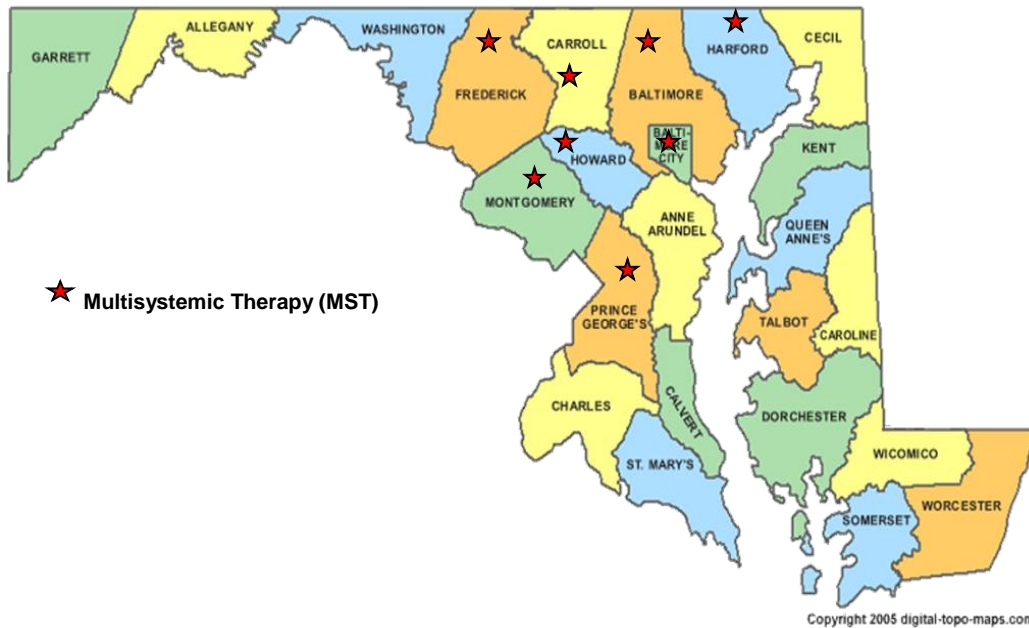 ALLEGANY
WASHINGTON
GARRETT
FREDERICK
CARROLL
BALTIMORE
HARFORD
CECIL
BALTI-
MORE
CITY
HOWARD
KENT
MONTGOMERY
ANNE
ARUNDEL
QUEEN
ANNE'S
Multisystemic Therapy (MST)
PRINCE
GEORGE'S
TALBOT
CAROLINE
CHARLES
CALVERT
DORCHESTER
ST. MARY'S
WICOMICO
SOMERSET
WORCESTER
Copyright 2005 digital-topo-maps.com